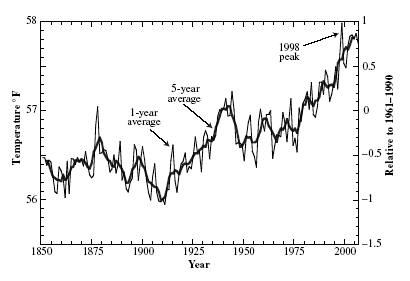 58
57
56
Temperature °F
1
0.5
0
−0.5
−1
−1.5
Relative to 1961–1990
1998
peak
5-year
average
1-year
average
1850
1875
1900
1925
1950
1975
2000
Year